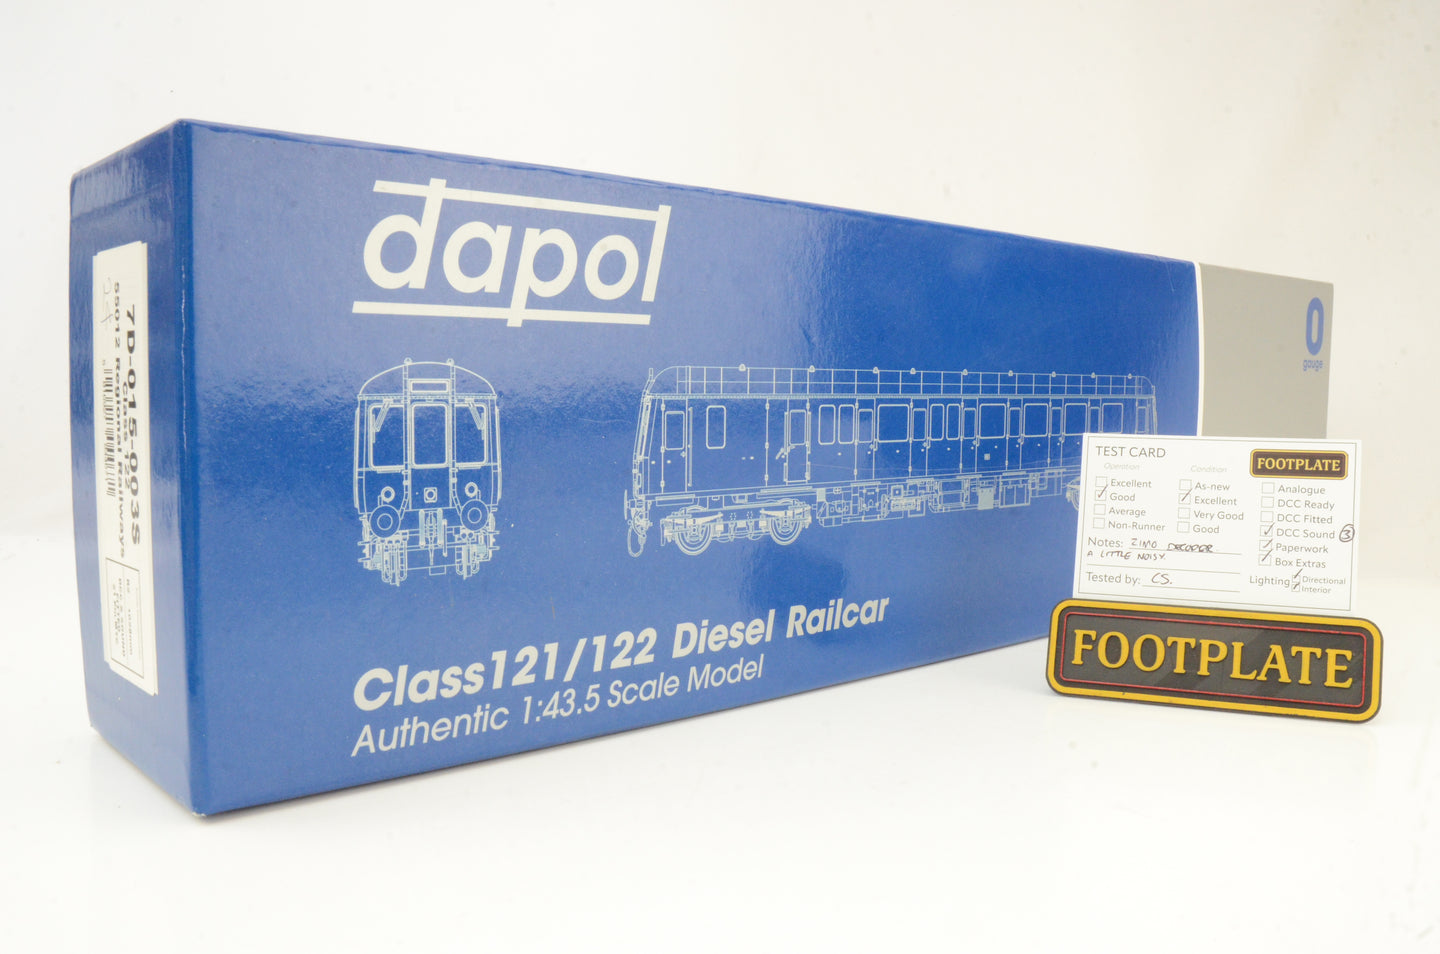 dapol
0
gauge
7D-015-003S
Class 122
55012 Regional Railways
Class121/122 Diesel Railcar
Authentic 1:43.5 Scale Model
TEST CARD
FOOTPLATE
Operation
Excellent
Good
Average
Non-Runner
Condition
As-new
Excellent
Very Good
Good
Analogue
DCC Ready
DCC Fitted
DCC Sound 3
Paperwork
Box Extras
Lighting Directional
Interior
Notes: ZIMO DECODER.
A LITTLE NOISY.
Tested by: CS.
FOOTPLATE